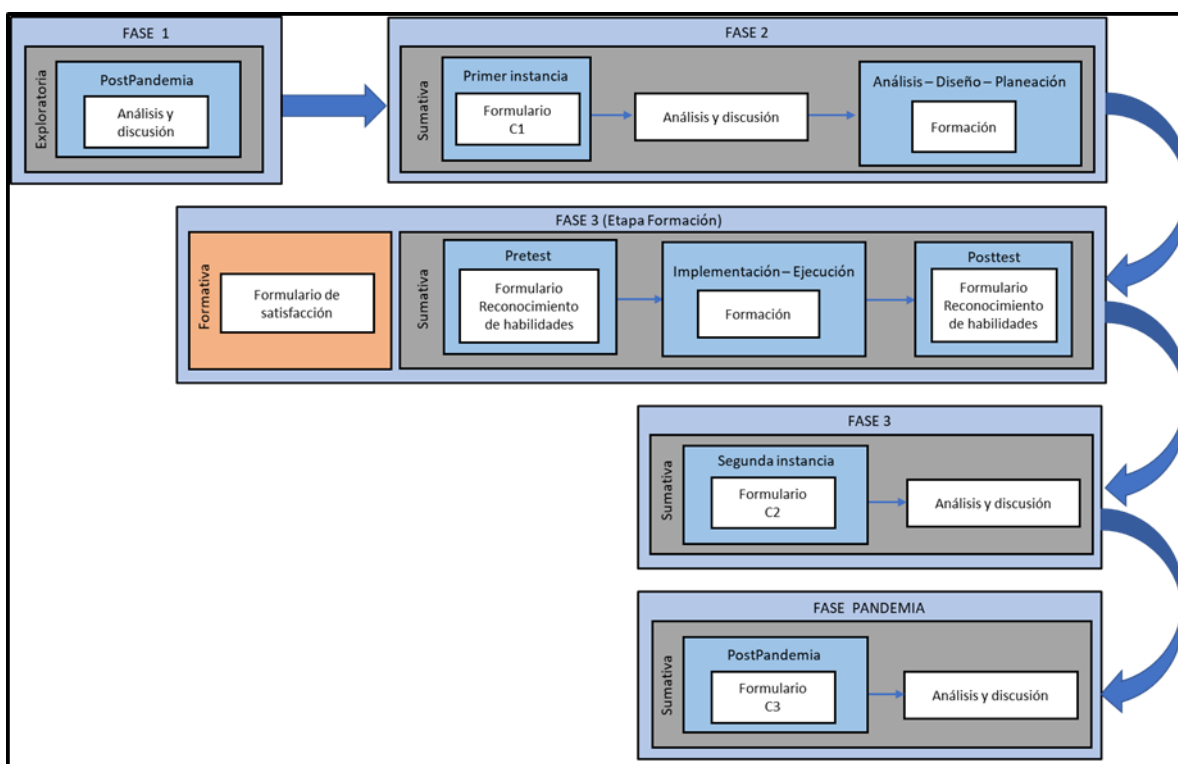 FASE 1
Exploratoria
PostPandemia
Análisis y
discusión
FASE 2
Sumativa
Primer instancia
Formulario
C1
Análisis y discusión
Análisis – Diseño – Planeación
Formación
FASE 3 (Etapa Formación)
Formativa
Formulario de
satisfacción
Sumativa
Pretest
Formulario
Reconocimiento
de habilidades
Implementación – Ejecución
Formación
Posttest
Formulario
Reconocimiento
de habilidades
FASE 3
Sumativa
Segunda instancia
Formulario
C2
Análisis y discusión
FASE PANDEMIA
Sumativa
PostPandemia
Formulario
C3
Análisis y discusión